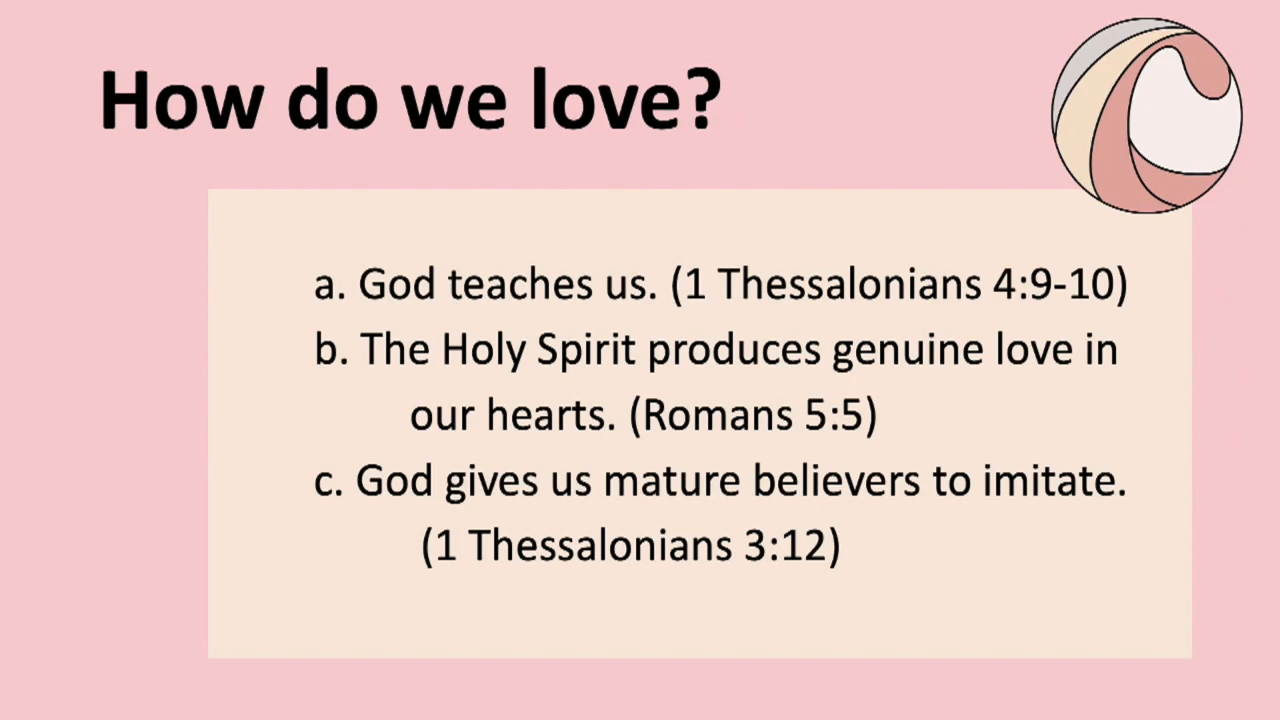 How do we love?
a. God teaches us. (1 Thessalonians 4:9-10)
b. The Holy Spirit produces genuine love in
our hearts. (Romans 5:5)
c. God gives us mature believers to imitate.
(1 Thessalonians 3:12)